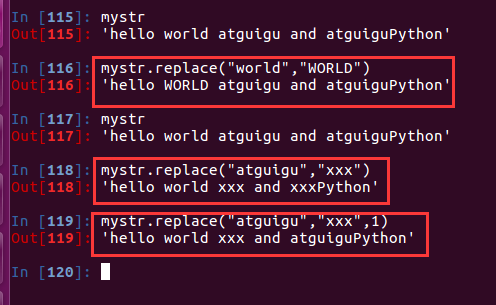 In [115]: mystr
Out[115]: 'hello world atguigu and atguiguPython'
In [116]: mystr.replace("world","WORLD")
Out[116]: 'hello WORLD atguigu and atguiguPython'
In [117]: mystr
Out[117]: 'hello world atguigu and atguiguPython'
In [118]: mystr.replace("atguigu","xxx")
Out[118]: 'hello world xxx and xxxPython'
In [119]: mystr.replace("atguigu","xxx",1)
Out[119]: 'hello world xxx and atguiguPython'
In [120]: